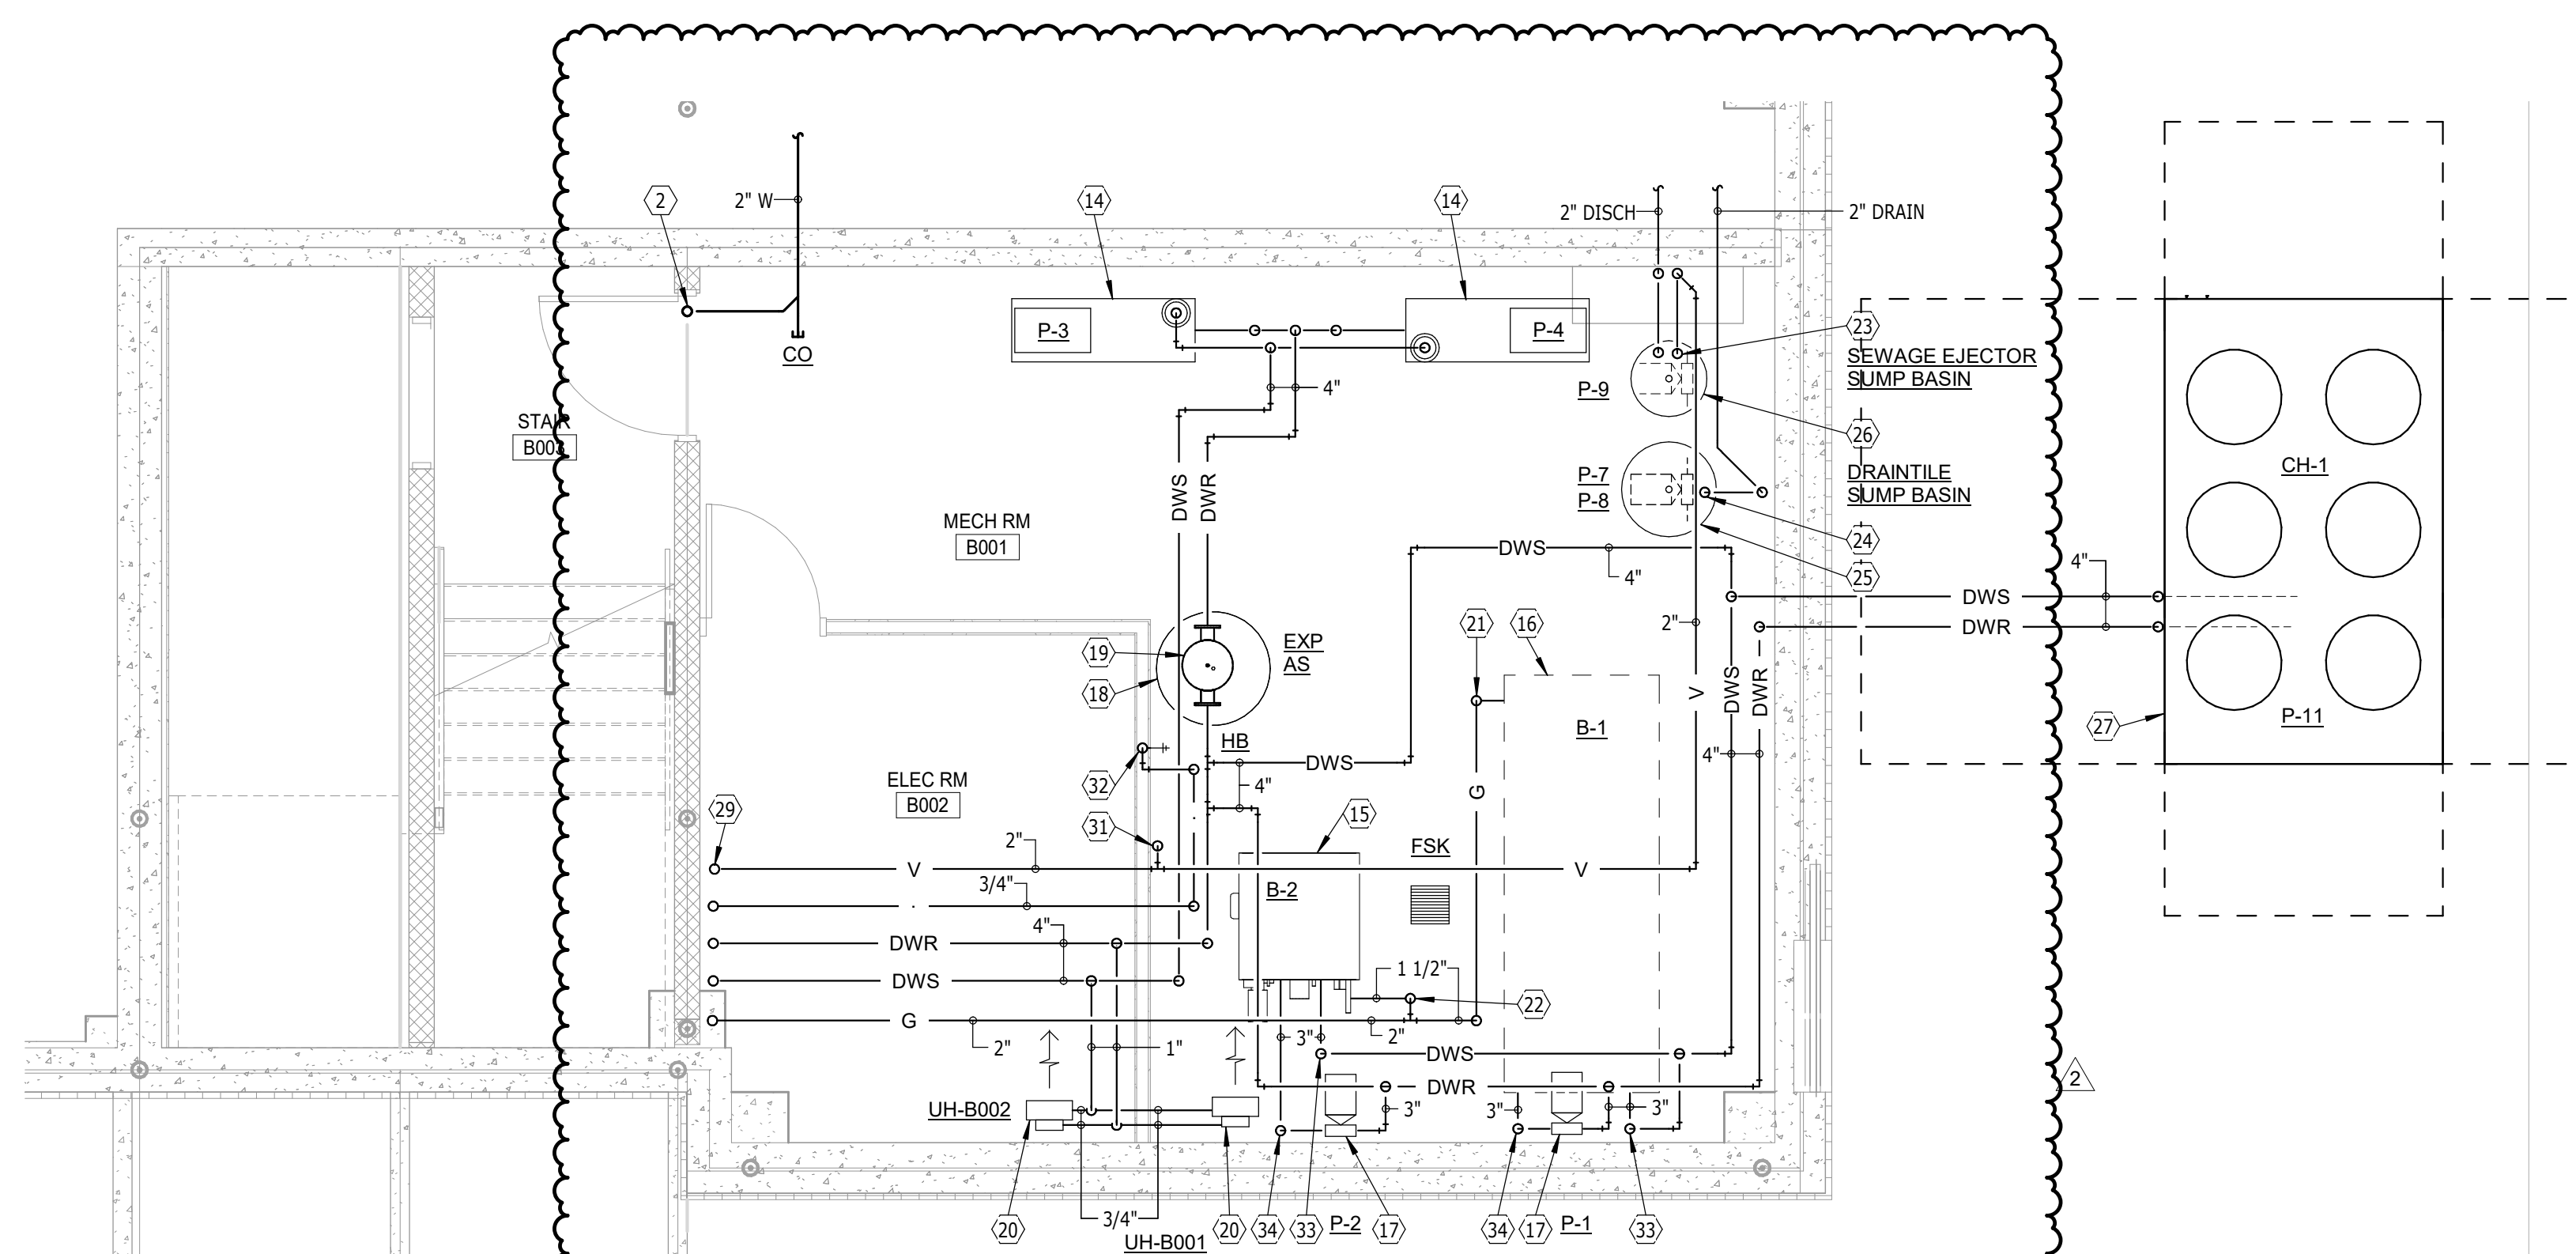 2
2" W
14
14
2" DISCH
2" DRAIN
P-3
P-4
23
SEWAGE EJECTOR
SUMP BASIN
CO
4"
P-9
STAIR
B003
26
DRAINTILE
SUMP BASIN
CH-1
P-7
P-8
DWS
DWR
MECH RM
B001
24
DWS
4"
25
4"
DWS
DWR
21
16
2"
19
EXP
AS
18
V
DWS
DWR
B-1
P-11
27
HB
DWS
4"
4"
32
G
ELEC RM
B002
29
31
15
FSK
2"
V
V
3/4"
B-2
4"
DWR
1 1/2"
DWS
22
G
2"
2"
1"
3"
DWS
2
DWR
UH-B002
3"
3"
3"
3/4"
20
20
34
33
P-2
17
34
17
P-1
33
UH-B001